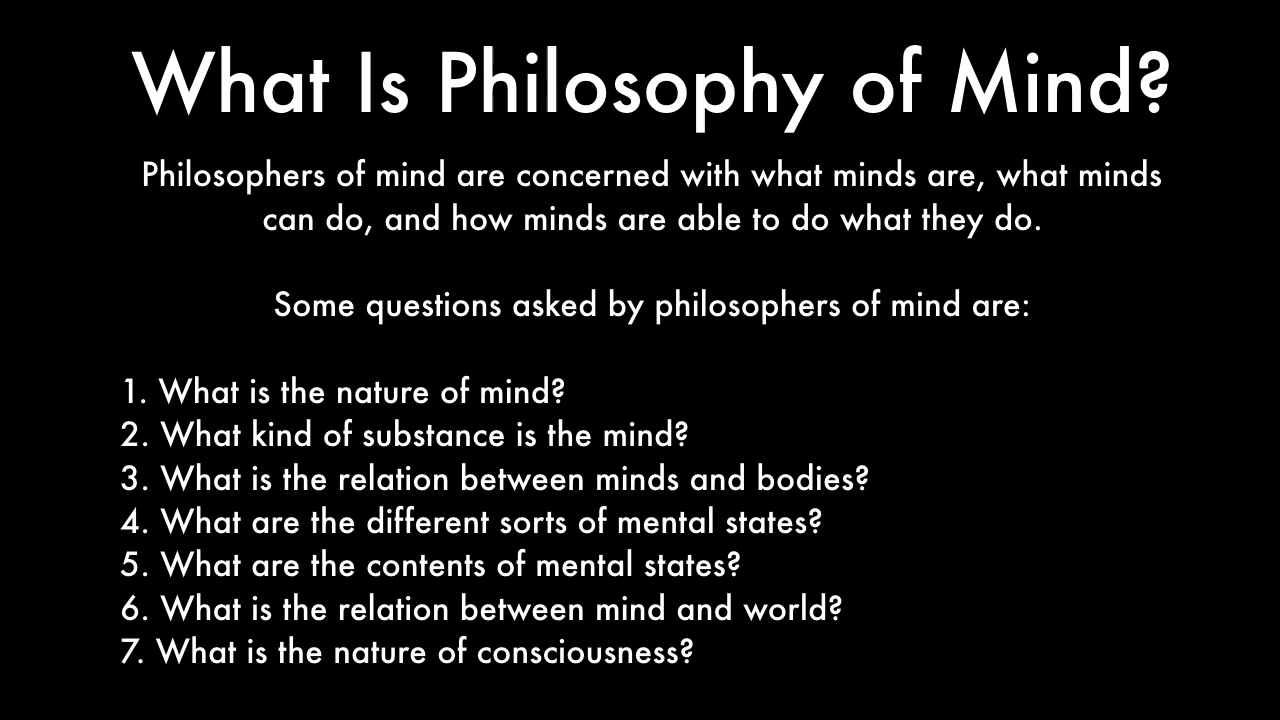 What Is Philosophy of Mind?
Philosophers of mind are concerned with what minds are, what minds
can do, and how minds are able to do what they do.
Some questions asked by philosophers of mind are:
1. What is the nature of mind?
2. What kind of substance is the mind?
3. What is the relation between minds and bodies?
4. What are the different sorts of mental states?
5. What are the contents of mental states?
6. What is the relation between mind and world?
7. What is the nature of consciousness?